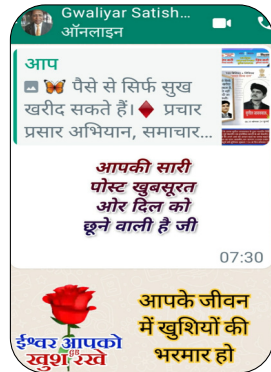 Gwaliyar Satish...
ऑनलाइन
आप
🦋 पैसे से सिर्फ सुख
खरीद सकते हैं।♦️ प्रचार
प्रसार अभियान, समाचार...
आपकी सारी
पोस्ट खुबसूरत
ओर दिल को
छूने वाली है जी
07:30
आपके जीवन
में खुशियों की
भरमार हो
ईश्वर आपको
खुश रखे